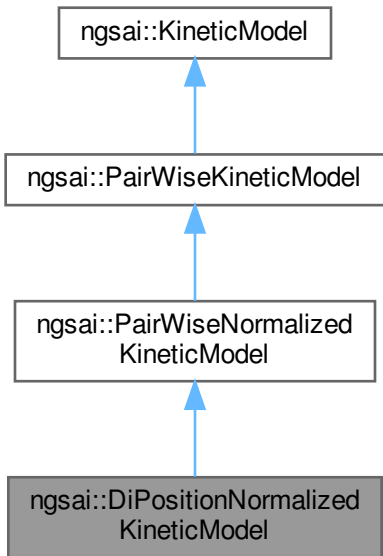 ngsai::KineticModel
ngsai::PairWiseKineticModel
ngsai::PairWiseNormalized
KineticModel
ngsai::DiPositionNormalized
KineticModel